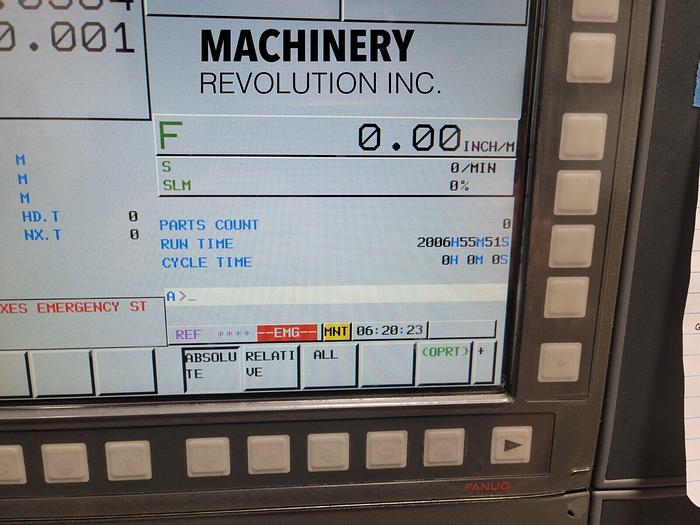 0.001
MACHINERY
REVOLUTION INC.
F 0.00 INCH/M
S 0/MIN
SLM 0%
M
M
M
HD.T 0
NX.T 0
PARTS COUNT 0
RUN TIME 2006H55M51S
CYCLE TIME 0H 0M 0S
A>_
XES EMERGENCY ST
REF **** --EMG-- MNT 06:20:23
ABSOLU
TE
RELATI
VE
ALL
(OPRT) +
FANUC